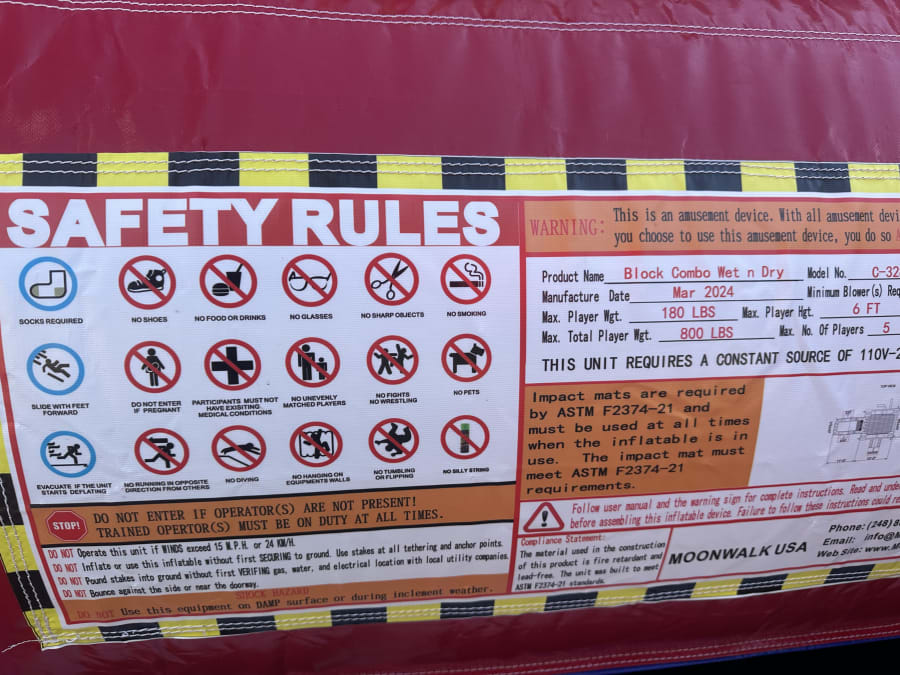 SAFETY RULES
SOCKS REQUIRED
NO SHOES
NO FOOD OR DRINKS
NO GLASSES
NO SHARP OBJECTS
NO SMOKING
SLIDE WITH FEET
FORWARD
DO NOT ENTER
IF PREGNANT
PARTICIPANTS MUST NOT
HAVE EXISITING
MEDICAL CONDITIONS
NO UNEVENLY
MATCHED PLAYERS
NO FIGHTS
NO WRESTLING
NO PETS
EVACUATE IF THE UNIT
STARTS DEFLATING
NO RUNNING IN OPPOSITE
DIRECTION FROM OTHERS
NO DIVING
NO HANGING ON
EQUIPMENTS WALLS
NO TUMBLING
OR FLIPPING
NO SILLY STRING
STOP!
DO NOT ENTER IF OPERATOR(S) ARE NOT PRESENT!
TRAINED OPERTOR(S) MUST BE ON DUTY AT ALL TIMES.
DO NOT Operate this unit if WINDS exceed 15 M.P.H. or 24 KM/H.
DO NOT Inflate or use this inflatable without first SECURING to ground. Use stakes at all tethering and anchor points.
DO NOT Pound stakes into ground without first VERIFING gas, water, and electrical location with local utility companies.
DO NOT Bounce against the side or near the doorway.
SHOCK HAZARD
DO NOT Use this equipment on DAMP surface or during inclement weather.
WARNING:
This is an amusement device. With all amusement devi
you choose to use this amusement device, you do so
Product Name Block Combo Wet n Dry Model No. C-32
Manufacture Date Mar 2024 Minimum Blower(s) Req
Max. Player Wgt. 180 LBS Max. Player Hgt. 6 FT
Max. Total Player Wgt. 800 LBS Max. No. Of Players 5
THIS UNIT REQUIRES A CONSTANT SOURCE OF 110V-2
Impact mats are required
by ASTM F2374-21 and
must be used at all times
when the inflatable is in
use. The impact mat must
meet ASTM F2374-21
requirements.
Follow user manual and the warning sign for complete instructions. Read and unde
before assembling this inflatable device. Failure to follow these instructions could re
Compliance Statement:
The material used in the construction
of this product is fire retardant and
lead-free. The unit was built to meet
ASTM F2374-21 standards.
MOONWALK USA
Phone: (248)8
Email: info@M
Web Site: www.M